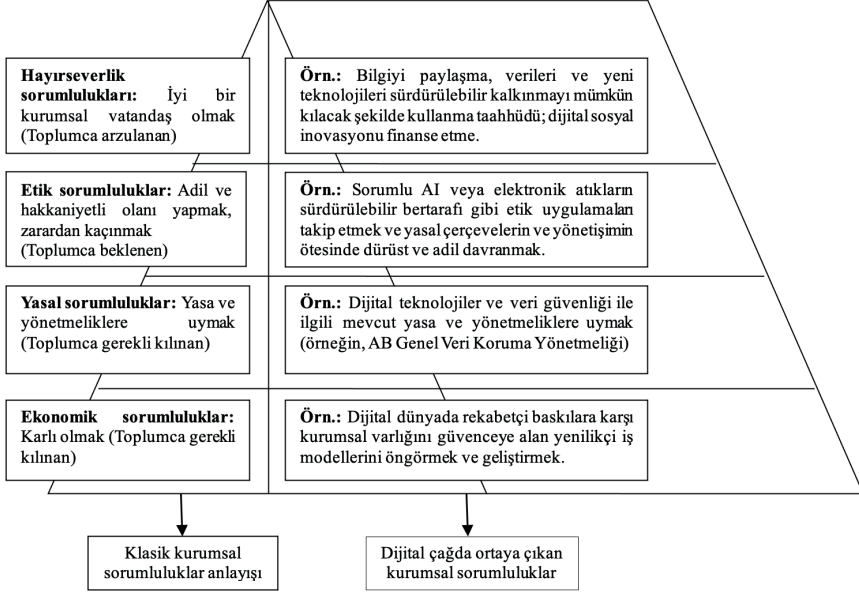 Hayırseverlik
sorumlulukları: İyi bir
kurumsal vatandaş olmak
(Toplumca arzulanan)
Örn.: Bilgiyi paylaşma, verileri ve yeni
teknolojileri sürdürülebilir kalkınmayı mümkün
kılacak şekilde kullanma taahhüdü; dijital sosyal
inovasyonu finanse etme.
Etik sorumluluklar: Adil ve
hakkaniyetli olanı yapmak,
zarardan kaçınmak
(Toplumca beklenen)
Örn.: Sorumlu AI veya elektronik atıkların
sürdürülebilir bertarafı gibi etik uygulamaları
takip etmek ve yasal çerçevelerin ve yönetişimin
ötesinde dürüst ve adil davranmak.
Yasal sorumluluklar: Yasa ve
yönetmeliklere uymak
(Toplumca gerekli kılınan)
Örn.: Dijital teknolojiler ve veri güvenliği ile
ilgili mevcut yasa ve yönetmeliklere uymak
(örneğin, AB Genel Veri Koruma Yönetmeliği)
Ekonomik sorumluluklar:
Karlı olmak (Toplumca gerekli
kılınan)
Örn.: Dijital dünyada rekabetçi baskılara karşı
kurumsal varlığını güvenceye alan yenilikçi iş
modellerini öngörmek ve geliştirmek.
Klasik kurumsal
sorumluluklar anlayışı
Dijital çağda ortaya çıkan
kurumsal sorumluluklar